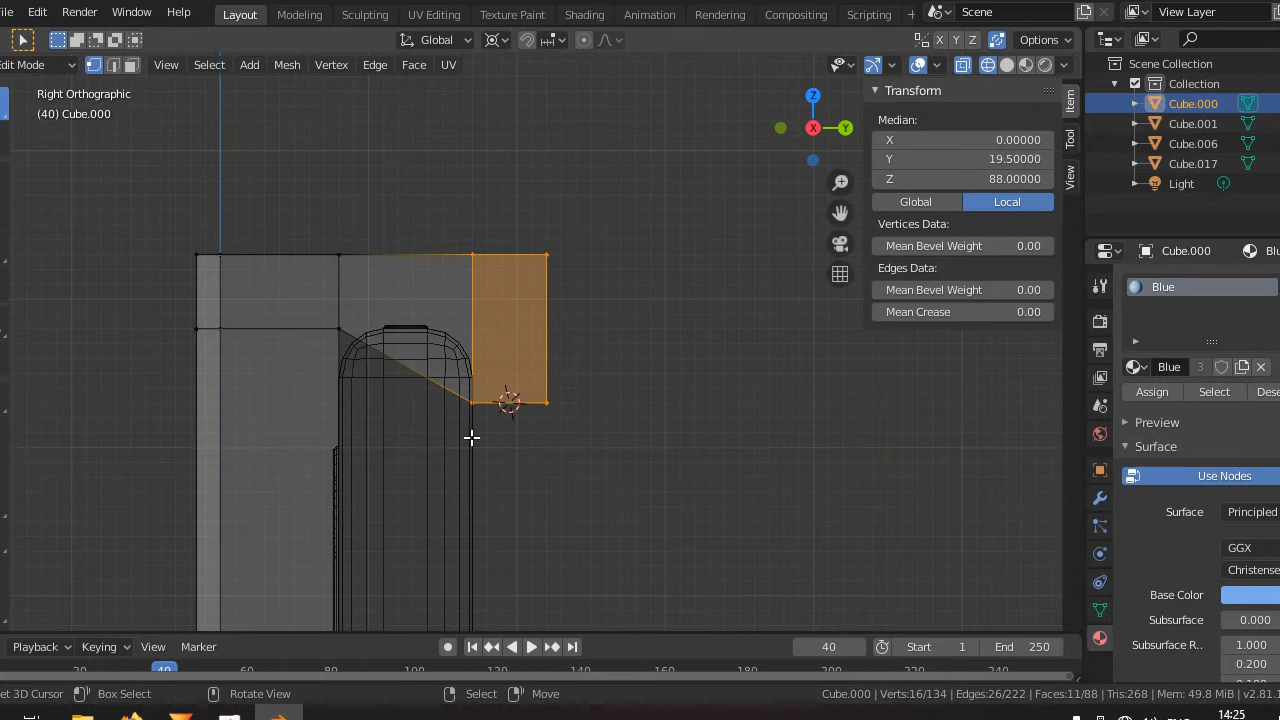 File Edit Render Window Help Layout Modeling Sculpting UV Editing Texture Paint Shading Animation Rendering Compositing Scripting + Scene View Layer
Global X Y Z Options
Edit Mode View Select Add Mesh Vertex Edge Face UV
Scene Collection
Collection
Cube.000
Cube.001
Cube.006
Cube.017
Light
Right Orthographic
(40) Cube.000
Z
X
Y
Transform
Median:
X 0.00000
Y 19.50000
Z 88.00000
Global Local
Vertices Data:
Mean Bevel Weight 0.00
Edges Data:
Mean Bevel Weight 0.00
Mean Crease 0.00
Item
Tool
View
Cube.000 Blue
Blue
Blue 3
Assign Select
Preview
Surface
Use Nodes
Surface Principled
GGX
Christense
Base Color
Subsurface 0.000
Subsurface R.. 1.000
0.200
Playback Keying View Marker 40 Start 1 End 250
20 40 60 80 100 120 140 160 180 200 220 240
et 3D Cursor Box Select Rotate View Select Move Cube.000 | Verts:16/134 | Edges:26/222 | Faces:11/88 | Tris:268 | Mem: 49.8 MiB | v2.81.1
14:25